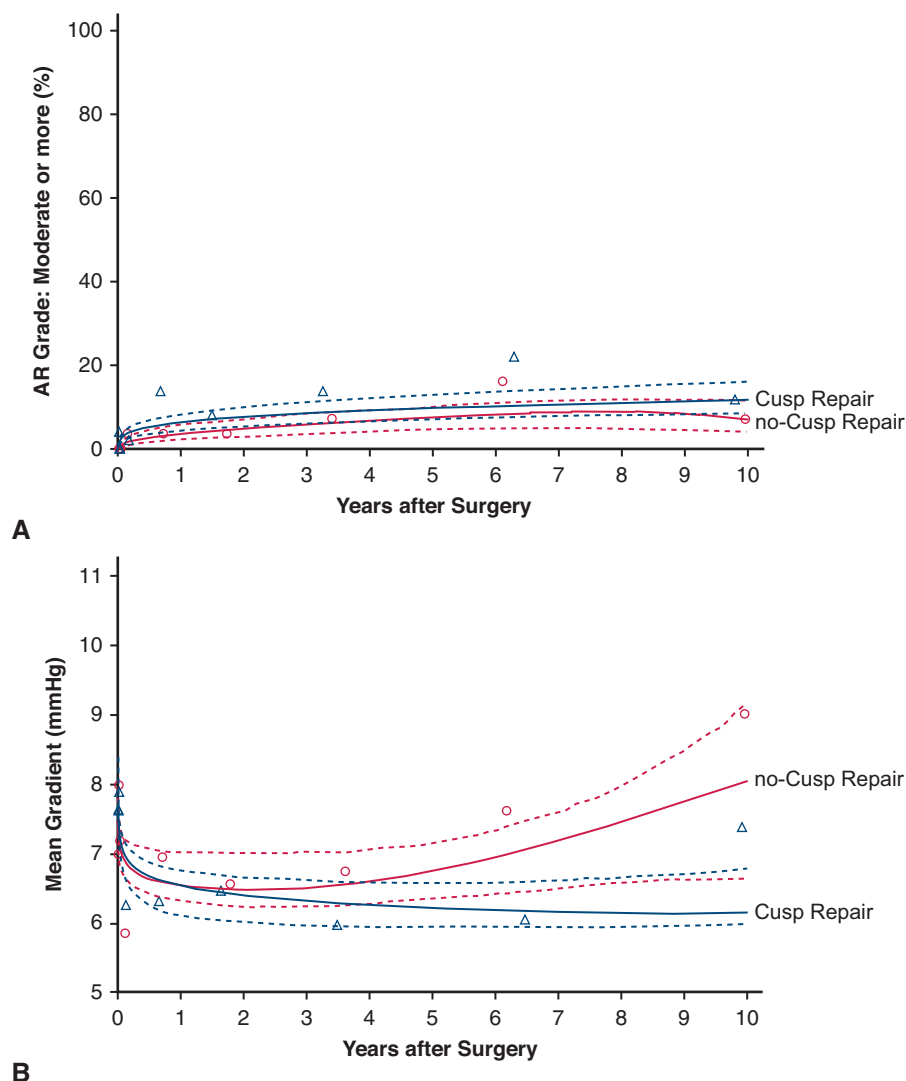 100
80
60
40
20
0
AR Grade: Moderate or more (%)
Cusp Repair
no-Cusp Repair
0 1 2 3 4 5 6 7 8 9 10
Years after Surgery
A
11
10
9
8
7
6
5
Mean Gradient (mmHg)
no-Cusp Repair
Cusp Repair
0 1 2 3 4 5 6 7 8 9 10
Years after Surgery
B